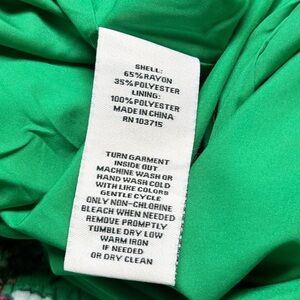 SHELL:
65%RAYON
35%POLYESTER
LINING:
100%POLYESTER
MADE IN CHINA
RN 103715
TURN GARMENT
INSIDE OUT
MACHINE WASH OR
HAND WASH COLD
WITH LIKE COLORS
GENTLE CYCLE
ONLY NON-CHLORINE
BLEACH WHEN NEEDED
REMOVE PROMPTLY
TUMBLE DRY LOW
WARM IRON
IF NEEDED
OR DRY CLEAN